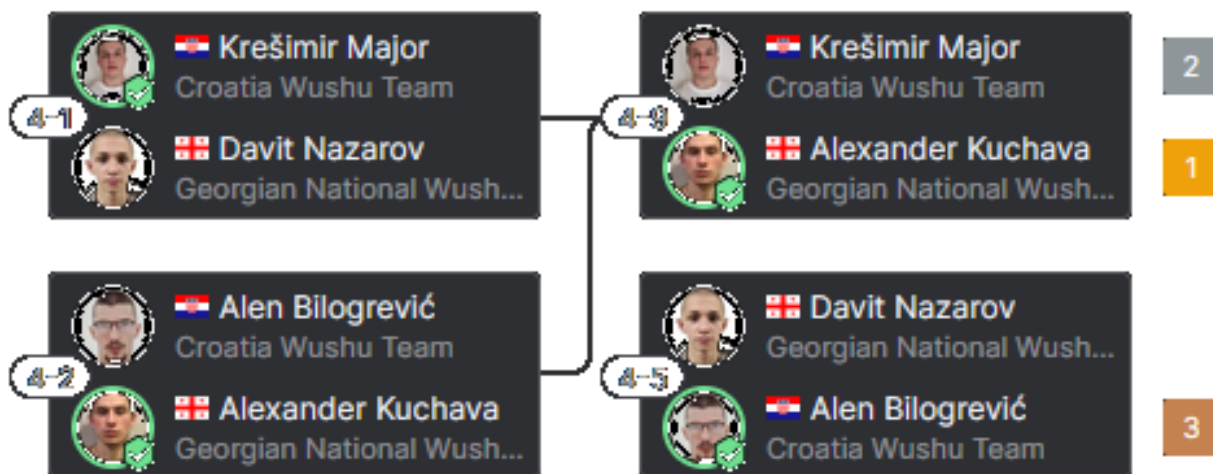 Krešimir Major
Croatia Wushu Team
4-1
Davit Nazarov
Georgian National Wush...
Krešimir Major
Croatia Wushu Team
2
4-9
Alexander Kuchava
Georgian National Wush...
1
Alen Bilogrević
Croatia Wushu Team
4-2
Alexander Kuchava
Georgian National Wush...
Davit Nazarov
Georgian National Wush...
4-5
Alen Bilogrević
Croatia Wushu Team
3